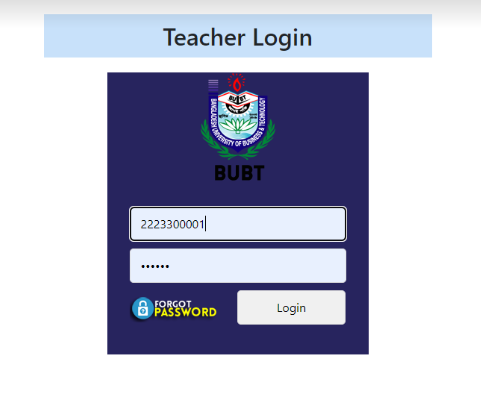 Teacher Login
BUBT
BANGLADESH UNIVERSITY OF BUSINESS & TECHNOLOGY
BUBT
2223300001
••••••
FORGOT
PASSWORD
Login